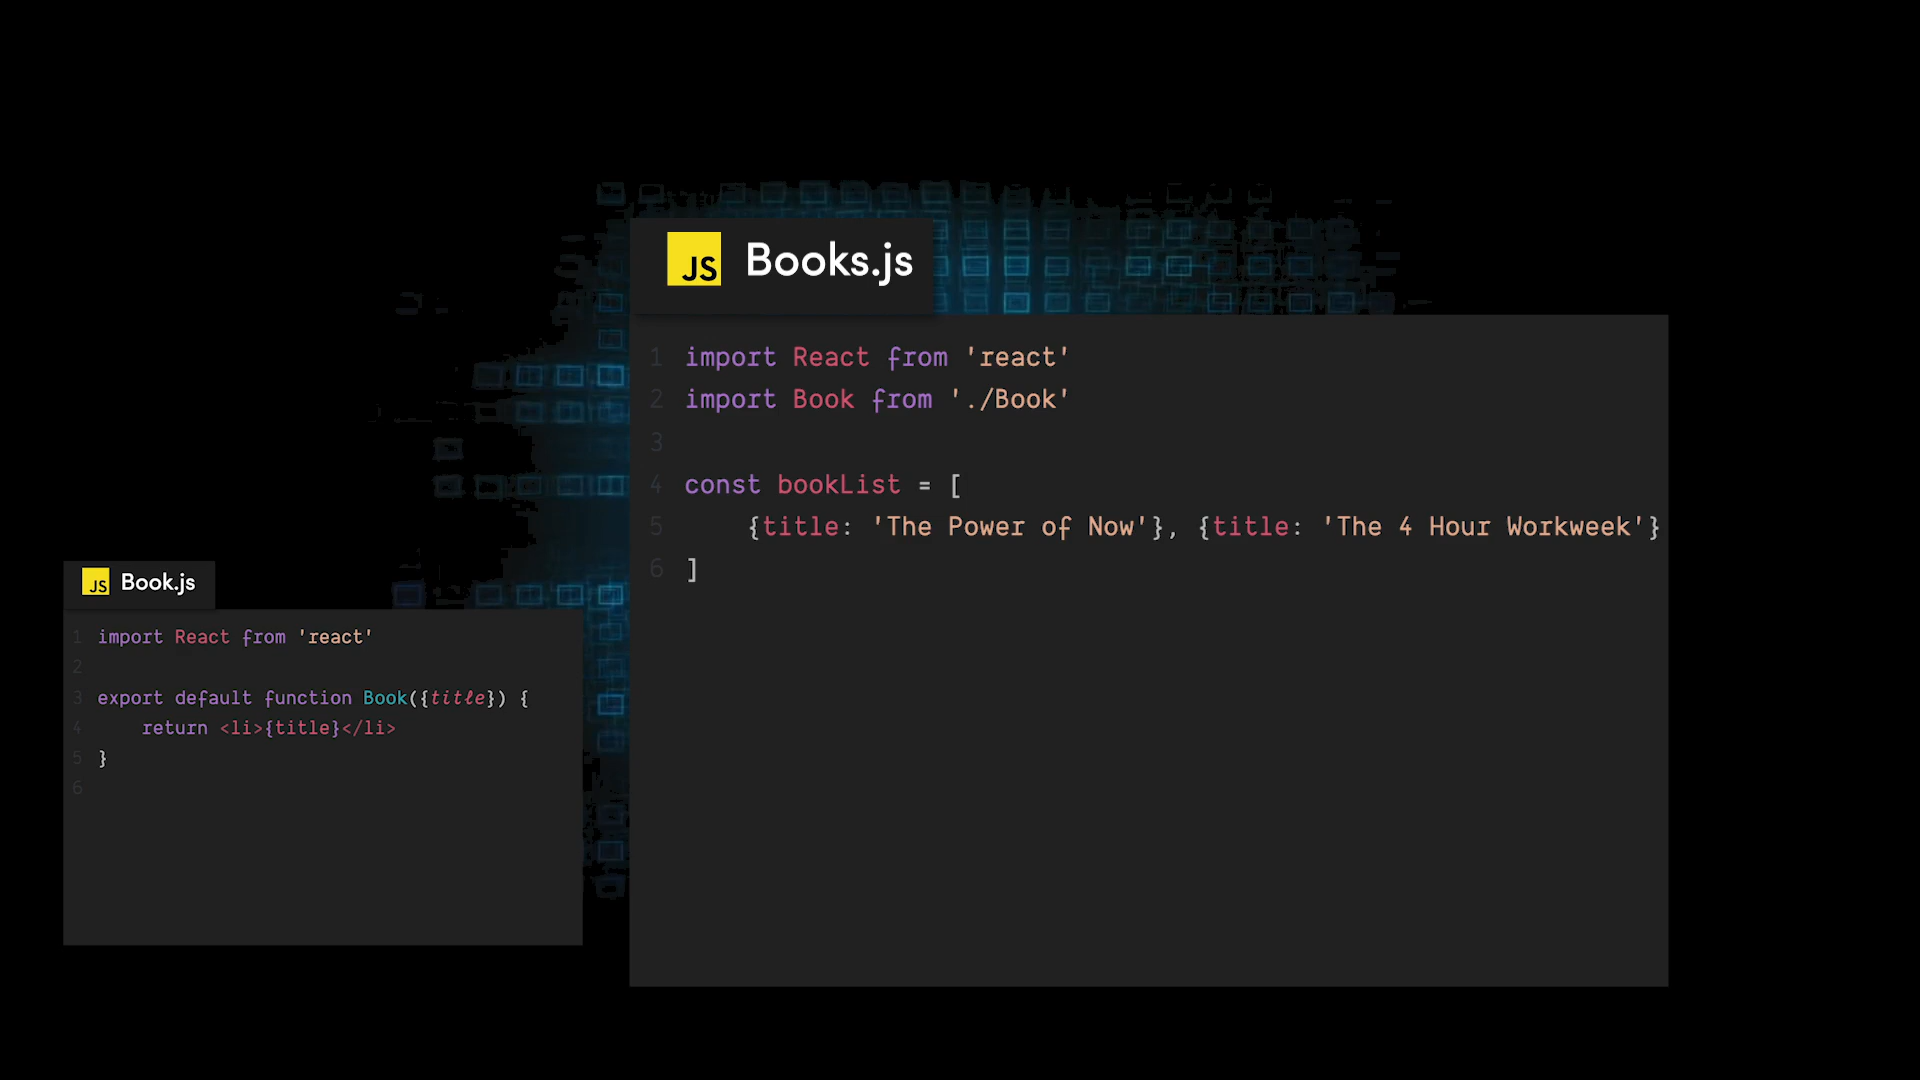 JS Books.js
1 import React from 'react'
2 import Book from './Book'
3
4 const bookList = [
5 {title: 'The Power of Now'}, {title: 'The 4 Hour Workweek'}
6 ]
JS Book.js
1 import React from 'react'
2
3 export default function Book({title}) {
4 return <li>{title}</li>
5 }
6